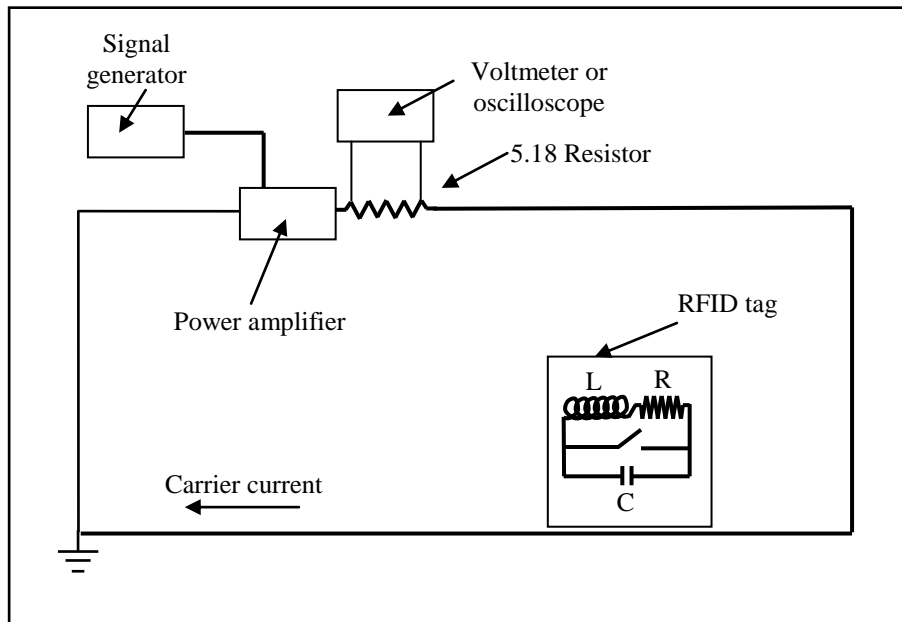 Signal
generator
Voltmeter or
oscilloscope
5.18 Resistor
Power amplifier
RFID tag
L
R
C
Carrier current